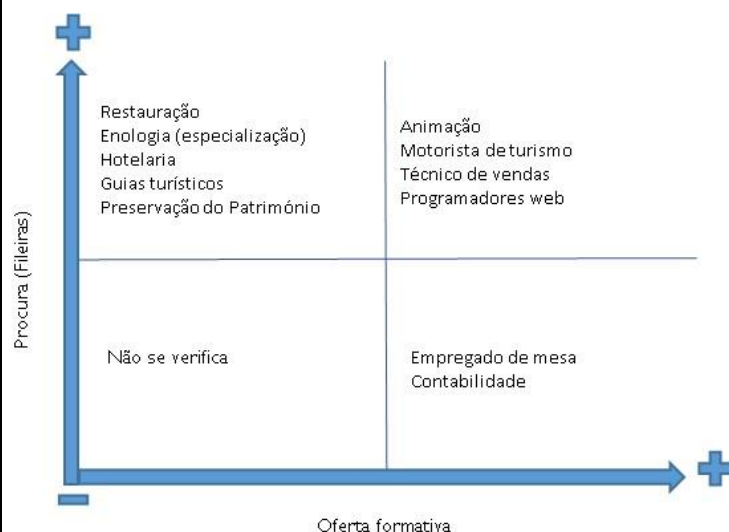 Restauração
Enologia (especialização)
Hotelaria
Guias turísticos
Preservação do Património
Animação
Motorista de turismo
Técnico de vendas
Programadores web
Procura (Fileiras)
Não se verifica
Empregado de mesa
Contabilidade
Oferta formativa